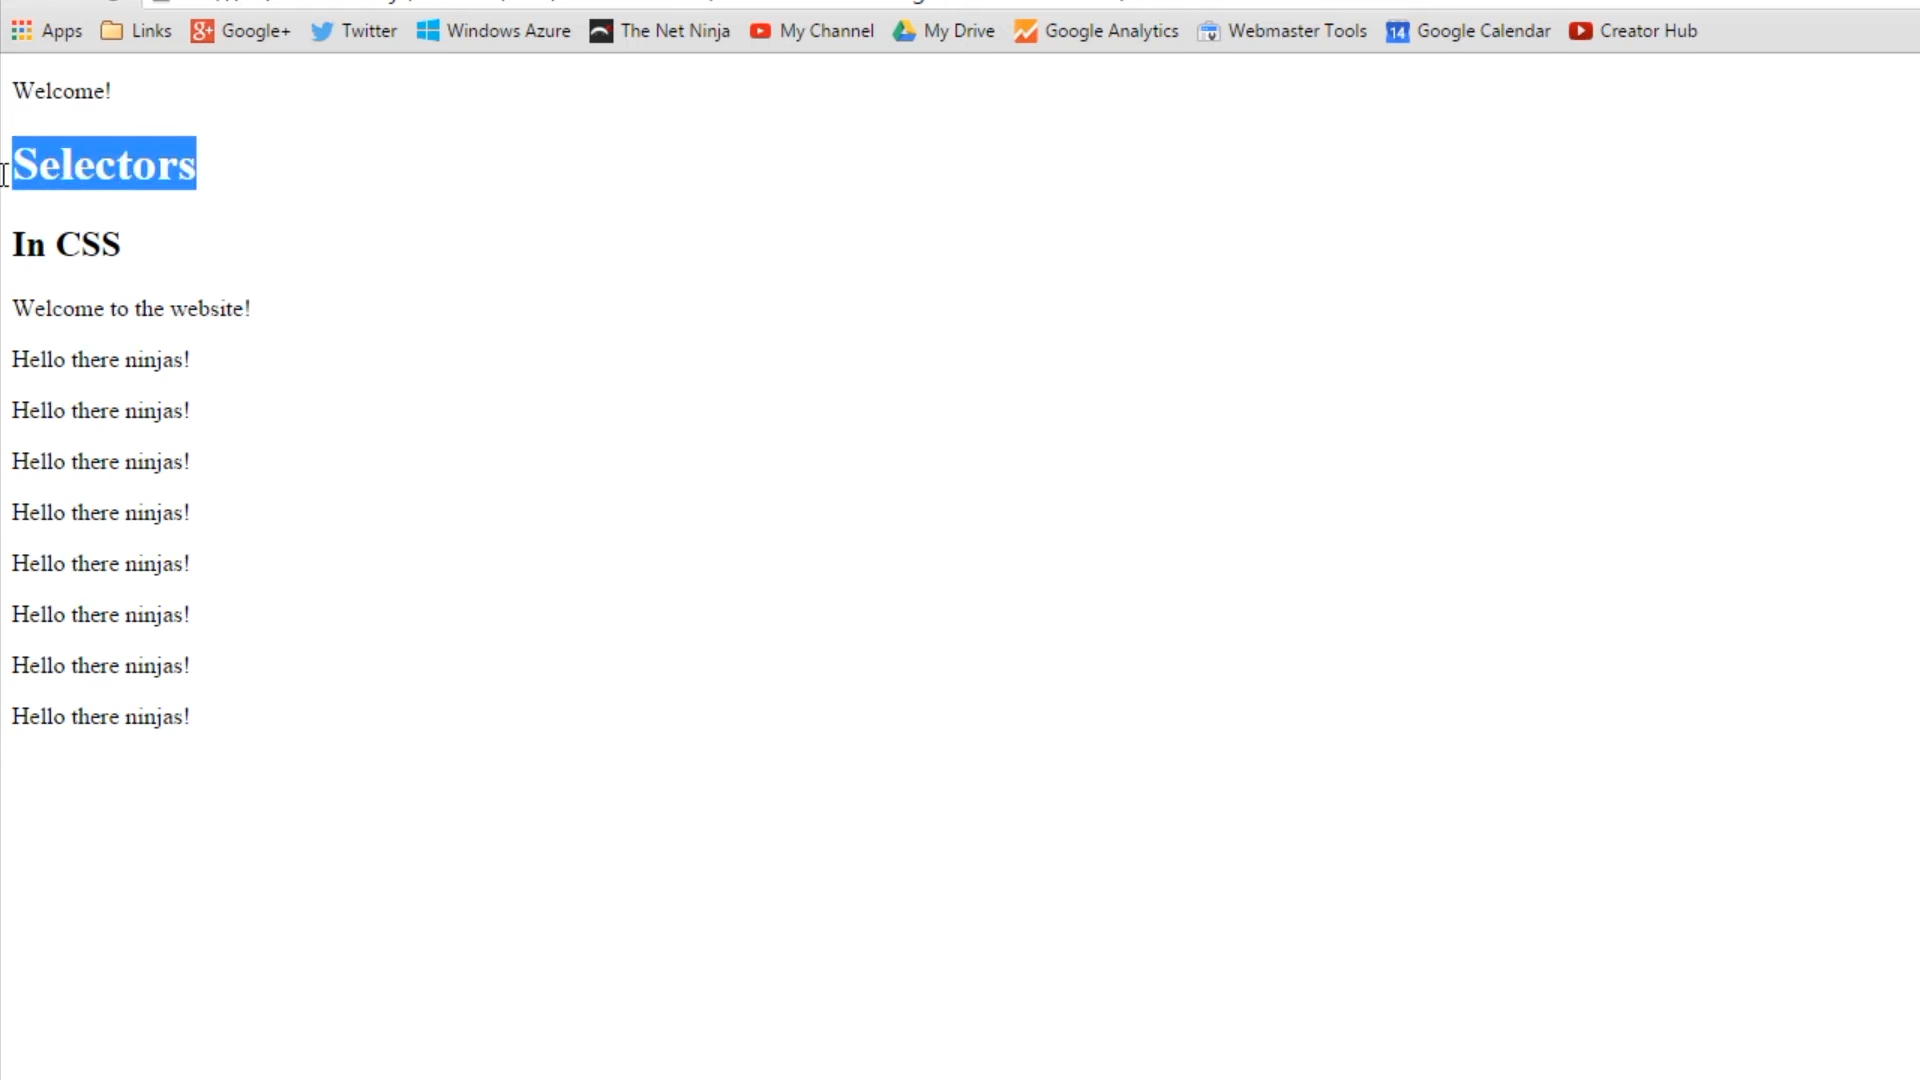 Apps Links Google+ Twitter Windows Azure The Net Ninja My Channel My Drive Google Analytics Webmaster Tools 14 Google Calendar Creator Hub
Welcome!
Selectors
In CSS
Welcome to the website!
Hello there ninjas!
Hello there ninjas!
Hello there ninjas!
Hello there ninjas!
Hello there ninjas!
Hello there ninjas!
Hello there ninjas!
Hello there ninjas!